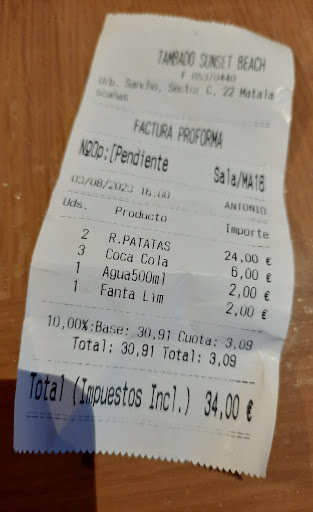 TAMBADO SUNSET BEACH
F 05370440
Urb. Sancho, Sector C, 22 Matala
scañas
FACTURA PROFORMA
NºOp:[Pendiente Sala/MA18
03/08/2023 16:00 ANTONIO
Uds. Producto Importe
2 R.PATATAS 24,00 €
3 Coca Cola 6,00 €
1 Agua500ml 2,00 €
1 Fanta Lim 2,00 €
10,00%:Base: 30,91 Cuota: 3,09
Total: 30,91 Total: 3,09
Total (Impuestos Incl.) 34,00 €